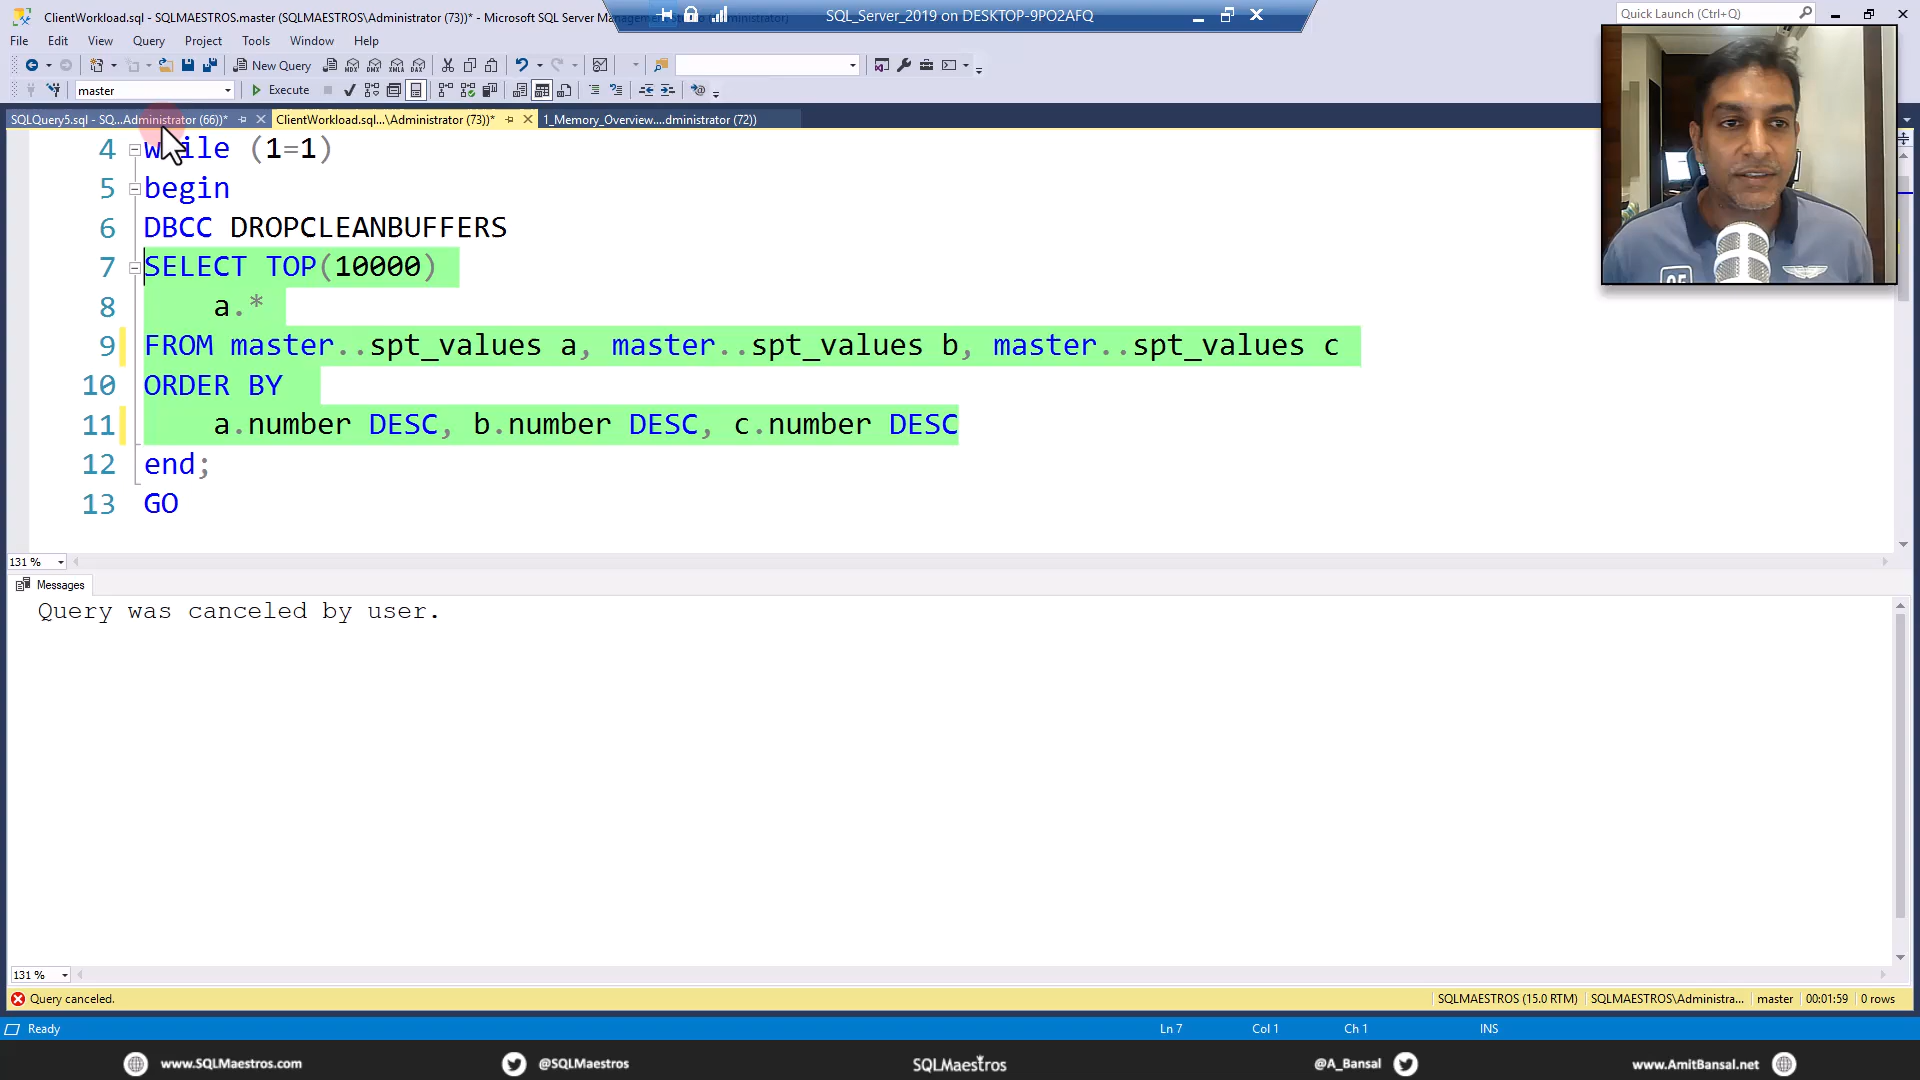 ClientWorkload.sql - SQLMAESTROS.master (SQLMAESTROS\Administrator (73))* - Microsoft SQL Server
SQL_Server_2019 on DESKTOP-9PO2AFQ
Quick Launch (Ctrl+Q)
File Edit View Query Project Tools Window Help
New Query
master
Execute
SQLQuery5.sql - SQ...Administrator (66))*
ClientWorkload.sql...\Administrator (73))*
1_Memory_Overview....dministrator (72))
4 while (1=1)
5 begin
6 DBCC DROPCLEANBUFFERS
7 SELECT TOP(10000)
8 a.*
9 FROM master..spt_values a, master..spt_values b, master..spt_values c
10 ORDER BY
11 a.number DESC, b.number DESC, c.number DESC
12 end;
13 GO
131 %
Messages
Query was canceled by user.
131 %
Query canceled.
SQLMAESTROS (15.0 RTM) SQLMAESTROS\Administra... master 00:01:59 0 rows
Ready
Ln 7 Col 1 Ch 1 INS
www.SQLMaestros.com @SQLMaestros SQLMaestros @A_Bansal www.AmitBansal.net